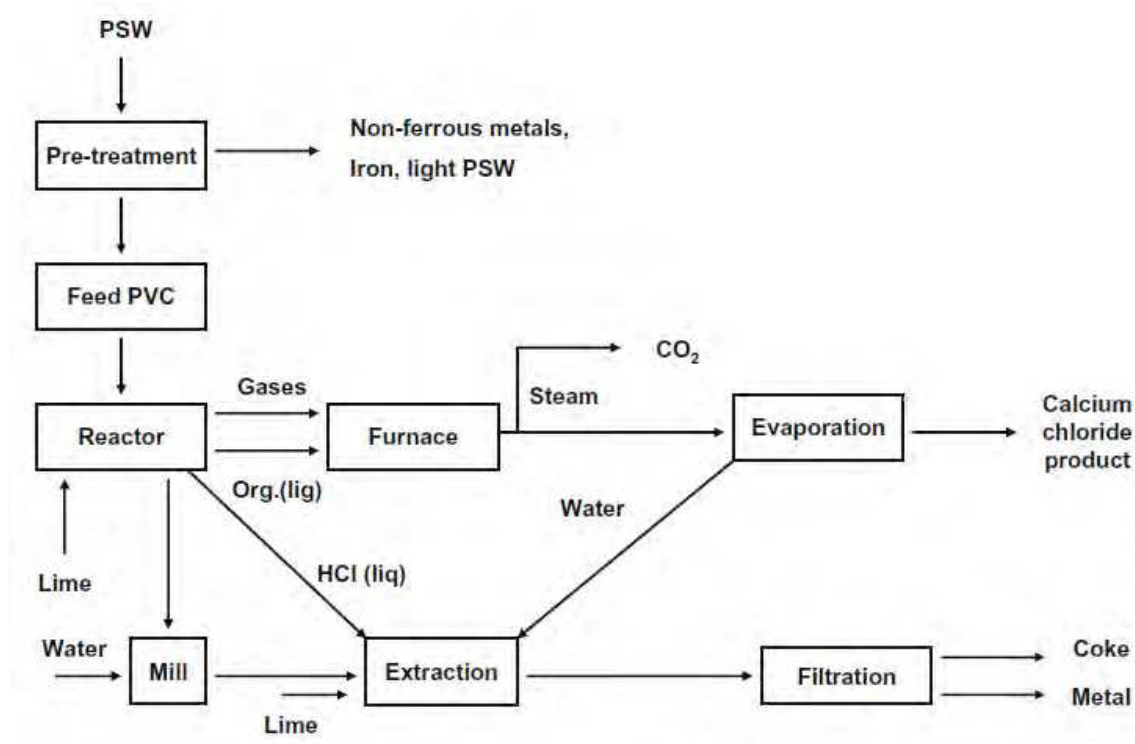 PSW
Pre-treatment
Non-ferrous metals,
Iron, light PSW
Feed PVC
Reactor
Gases
Org.(lig)
Furnace
CO2
Steam
Evaporation
Calcium
chloride
product
Water
HCl (liq)
Lime
Water
Mill
Lime
Extraction
Filtration
Coke
Metal